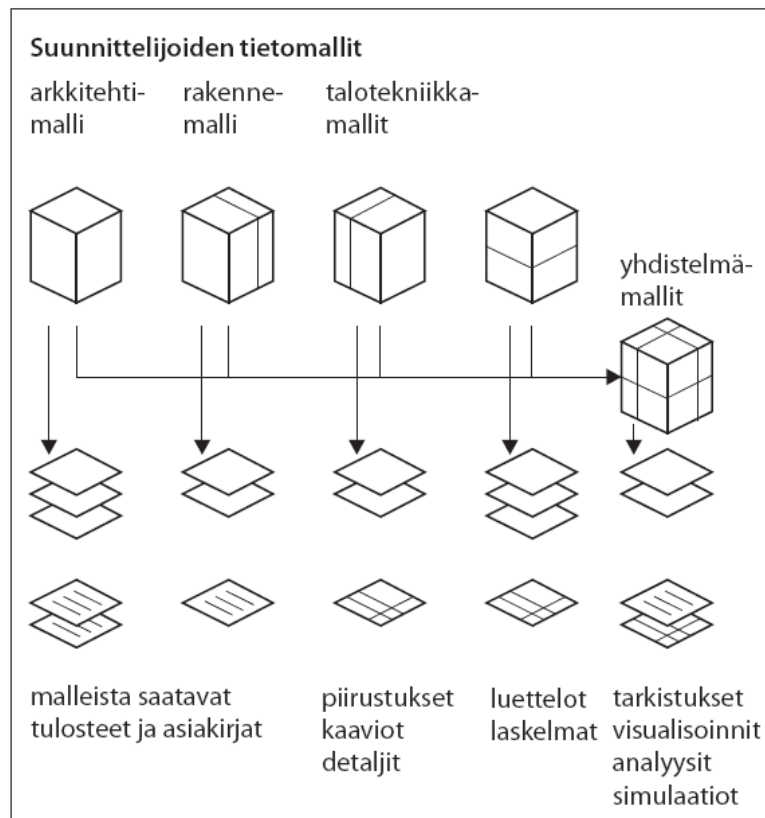 Suunnittelijoiden tietomallit
arkkitehti-
malli
rakenne-
malli
talotekniikka-
mallit
yhdistelmä-
mallit
malleista saatavat
tulosteet ja asiakirjat
piirustukset
kaaviot
detaljit
luettelot
laskelmat
tarkistukset
visualisoinnit
analyysit
simulaatiot